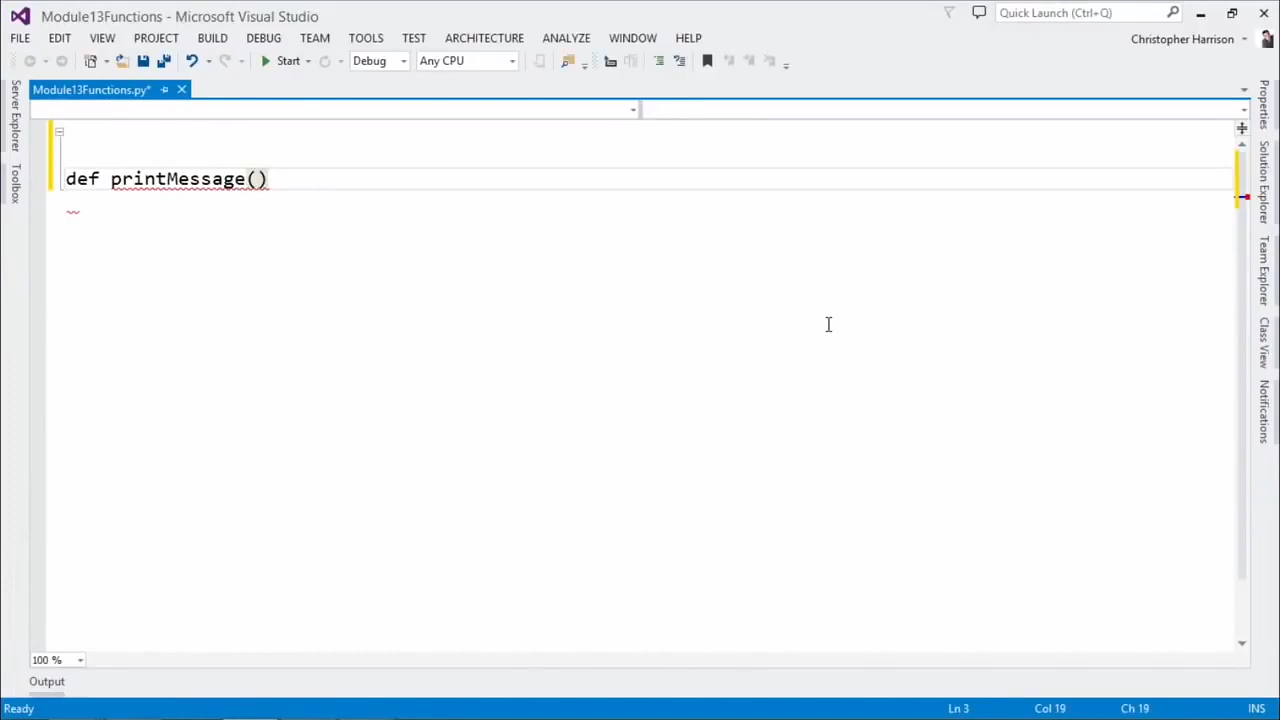 Module13Functions - Microsoft Visual Studio
Quick Launch (Ctrl+Q)
FILE EDIT VIEW PROJECT BUILD DEBUG TEAM TOOLS TEST ARCHITECTURE ANALYZE WINDOW HELP
Christopher Harrison
Start Debug Any CPU
Module13Functions.py*
Server Explorer
Toolbox
def printMessage()
Properties
Solution Explorer
Team Explorer
Class View
Notifications
100 %
Output
Ready Ln 3 Col 19 Ch 19 INS